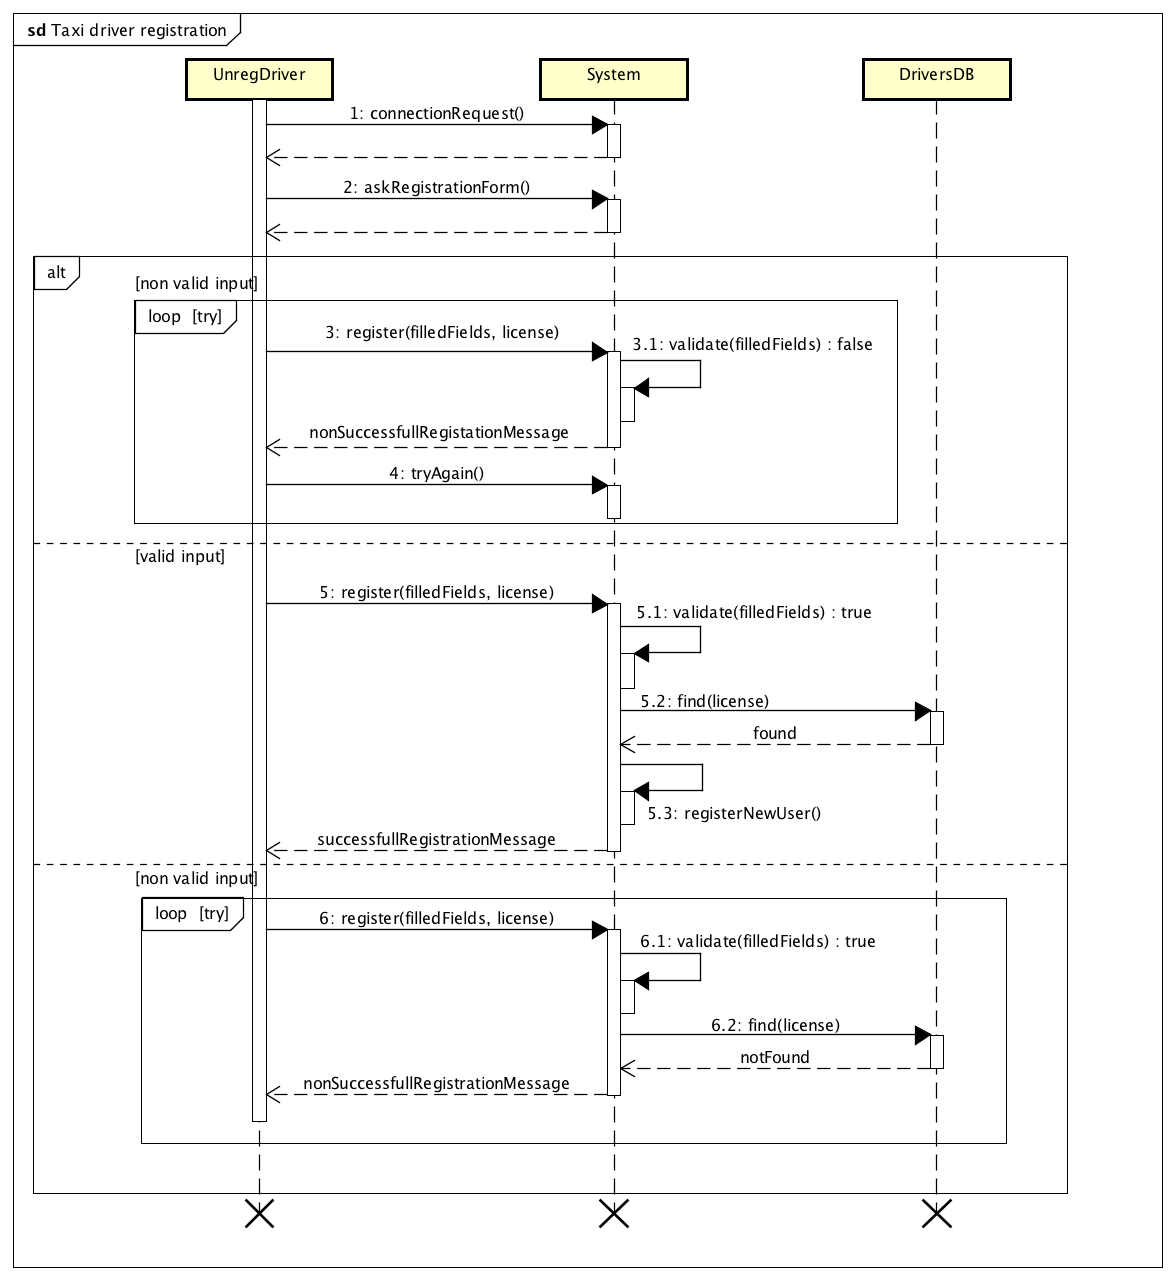 sd Taxi driver registration
UnregDriver
System
DriversDB
1: connectionRequest()
2: askRegistrationForm()
alt
[non valid input]
loop [try]
3: register(filledFields, license)
3.1: validate(filledFields) : false
nonSuccessfullRegistationMessage
4: tryAgain()
[valid input]
5: register(filledFields, license)
5.1: validate(filledFields) : true
5.2: find(license)
found
5.3: registerNewUser()
successfullRegistrationMessage
[non valid input]
loop [try]
6: register(filledFields, license)
6.1: validate(filledFields) : true
6.2: find(license)
notFound
nonSuccessfullRegistrationMessage